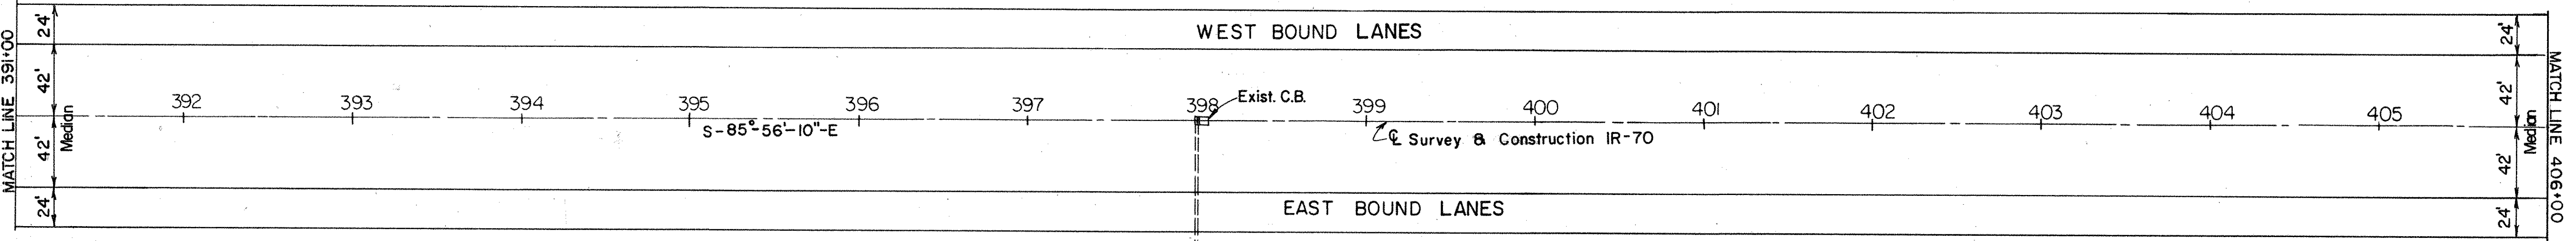 MATCH LINE 391+00
24'
42'
42'
24'
Median
WEST BOUND LANES
392 393 394 395 396 397 398 399 400 401 402 403 404 405
S-85°-56'-10"-E
Exist. C.B.
℄ Survey & Construction IR-70
EAST BOUND LANES
24'
42'
42'
24'
Median
MATCH LINE 406+00